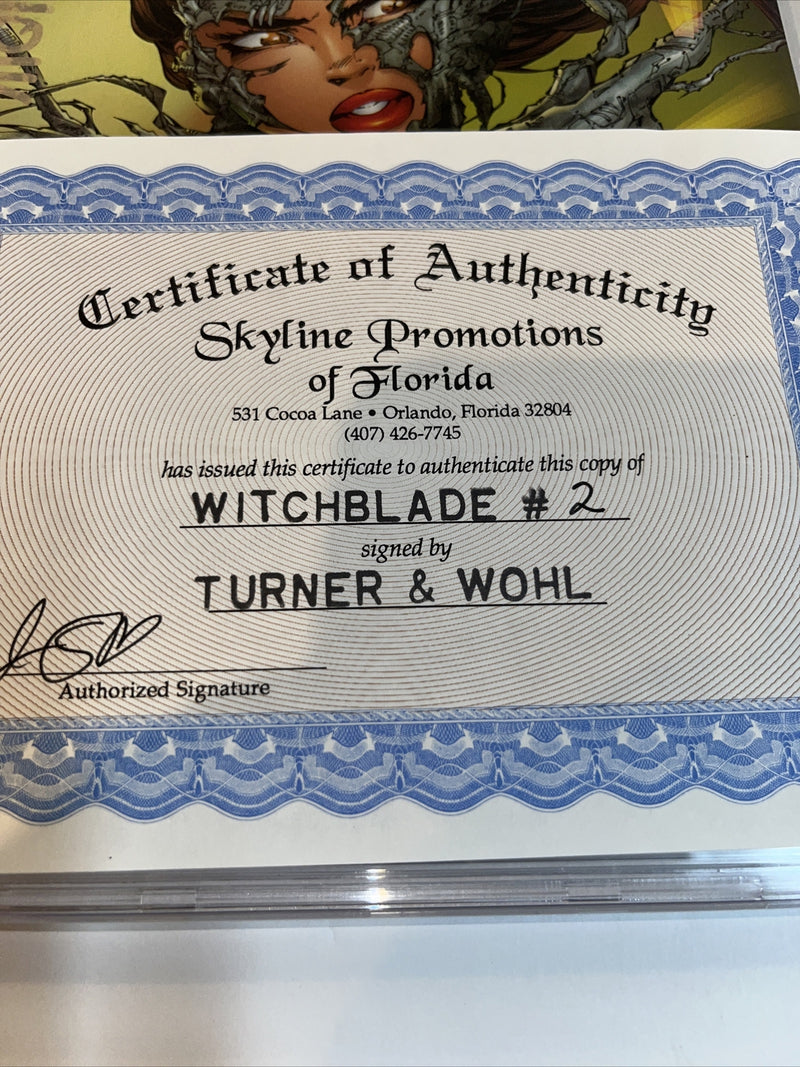 Certificate of Authenticity
Skyline Promotions
of Florida
531 Cocoa Lane • Orlando, Florida 32804
(407) 426-7745
has issued this certificate to authenticate this copy of
WITCHBLADE # 2
signed by
TURNER & WOHL
Authorized Signature